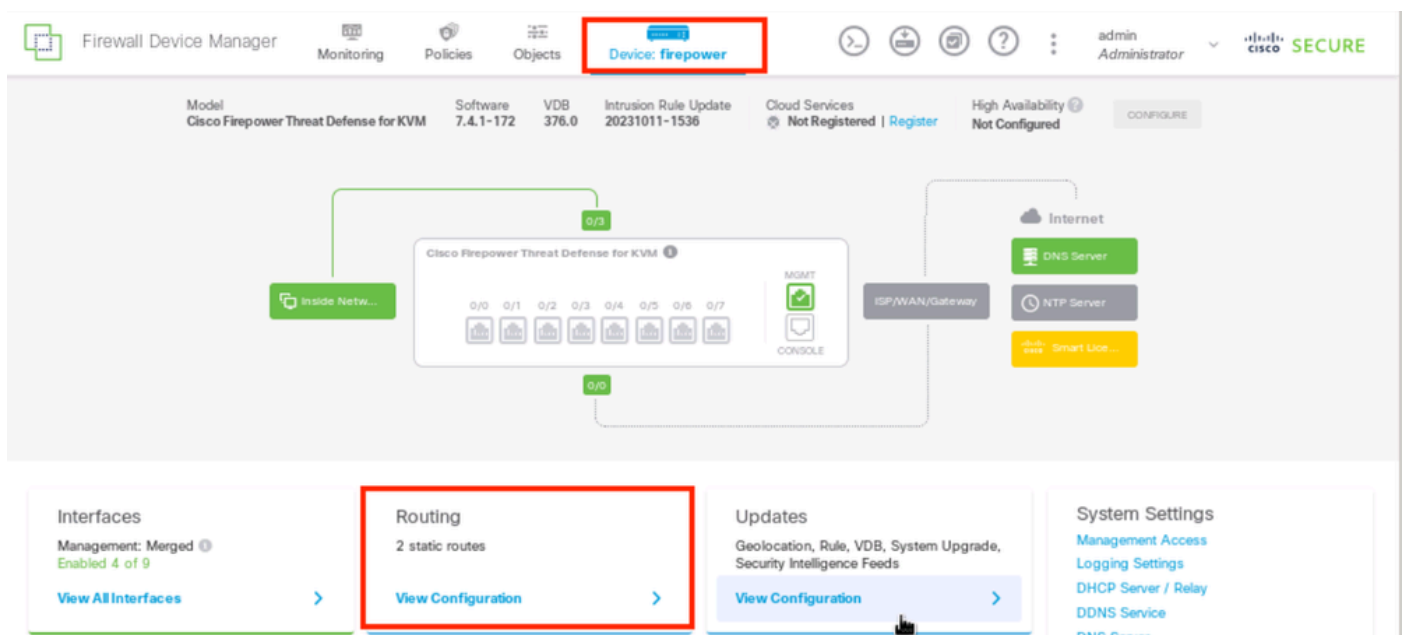 Firewall Device Manager
Monitoring
Policies
Objects
Device: firepower
admin
Administrator
cisco SECURE
Model
Cisco Firepower Threat Defense for KVM
Software
7.4.1-172
VDB
376.0
Intrusion Rule Update
20231011-1536
Cloud Services
Not Registered | Register
High Availability
Not Configured
CONFIGURE
0/3
Internet
Cisco Firepower Threat Defense for KVM
DNS Server
MGMT
Inside Netw...
0/0 0/1 0/2 0/3 0/4 0/5 0/6 0/7
ISP/WAN/Gateway
NTP Server
CONSOLE
Smart Lice...
0/0
Interfaces
Management: Merged
Enabled 4 of 9
View All Interfaces
Routing
2 static routes
View Configuration
Updates
Geolocation, Rule, VDB, System Upgrade,
Security Intelligence Feeds
View Configuration
System Settings
Management Access
Logging Settings
DHCP Server / Relay
DDNS Service
DNS Server